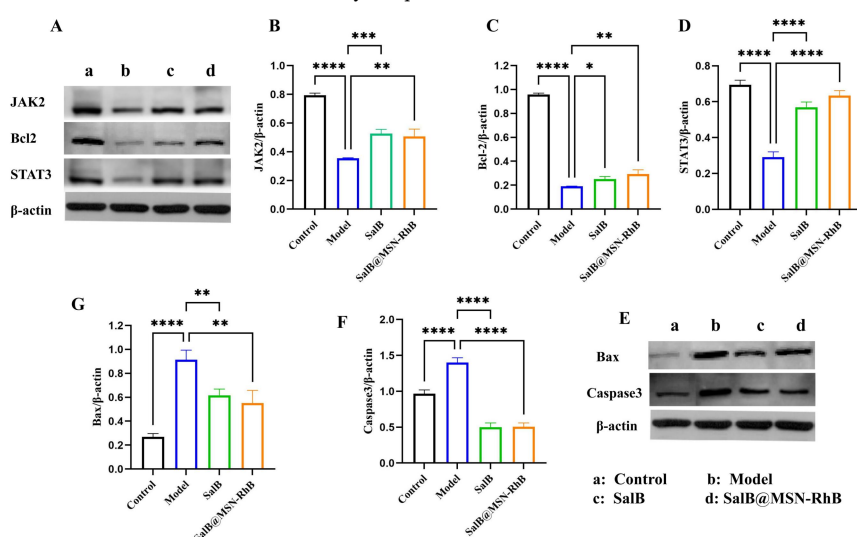 A
a b c d
JAK2
Bcl2
STAT3
β-actin
B
***
**** **
JAK2/β-actin
0.8
0.6
0.4
0.2
0.0
Control
Model
SalB
SalB@MSN-RhB
C
**
**** *
Bcl-2/β-actin
1.2
1.0
0.8
0.6
0.4
0.2
0.0
Control
Model
SalB
SalB@MSN-RhB
D
****
**** ****
STAT3/β-actin
0.8
0.6
0.4
0.2
0.0
Control
Model
SalB
SalB@MSN-RhB
G
**
**** **
Bax/β-actin
1.2
1.0
0.8
0.6
0.4
0.2
0.0
Control
Model
SalB
SalB@MSN-RhB
F
****
**** ****
Caspase3/β-actin
2.0
1.5
1.0
0.5
0.0
Control
Model
SalB
SalB@MSN-RhB
E
a b c d
Bax
Caspase3
β-actin
a: Control b: Model
c: SalB d: SalB@MSN-RhB